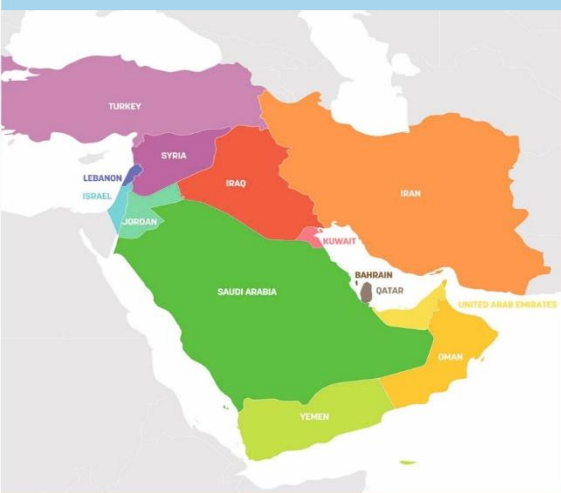 TURKEY
SYRIA
LEBANON
ISRAEL
IRAQ
IRAN
JORDAN
KUWAIT
BAHRAIN
QATAR
SAUDI ARABIA
UNITED ARAB EMIRATES
OMAN
YEMEN